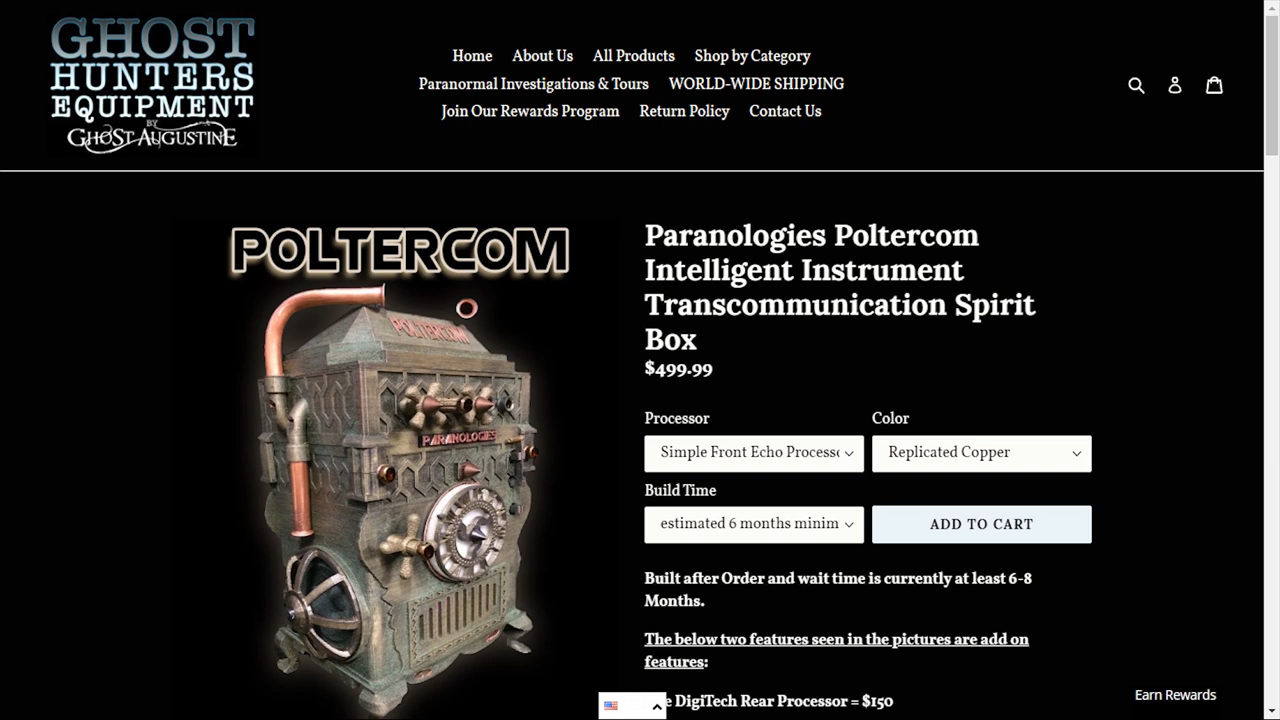 GHOST
HUNTERS
EQUIPMENT
BY
GHOST AUGUSTINE
Home About Us All Products Shop by Category
Paranormal Investigations & Tours WORLD-WIDE SHIPPING
Join Our Rewards Program Return Policy Contact Us
POLTERCOM
POLTERCOM
PARANOLOGIES
Paranologies Poltercom
Intelligent Instrument
Transcommunication Spirit
Box
$499.99
Processor Color
Simple Front Echo Process Replicated Copper
Build Time
estimated 6 months minim ADD TO CART
Built after Order and wait time is currently at least 6-8
Months.
The below two features seen in the pictures are add on
features:
DigiTech Rear Processor = $150
Earn Rewards